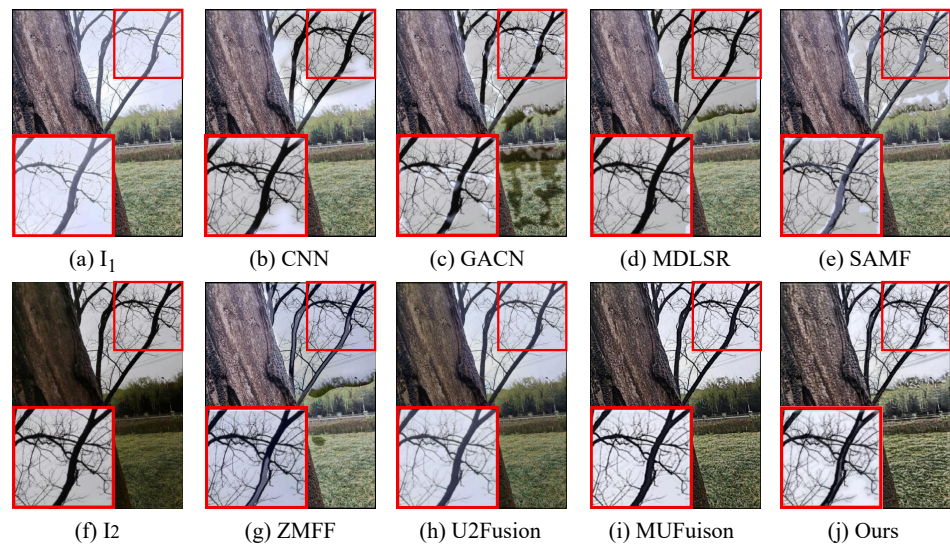 (a) I1
(b) CNN
(c) GACN
(d) MDLSR
(e) SAMF
(f) I2
(g) ZMFF
(h) U2Fusion
(i) MUFuison
(j) Ours